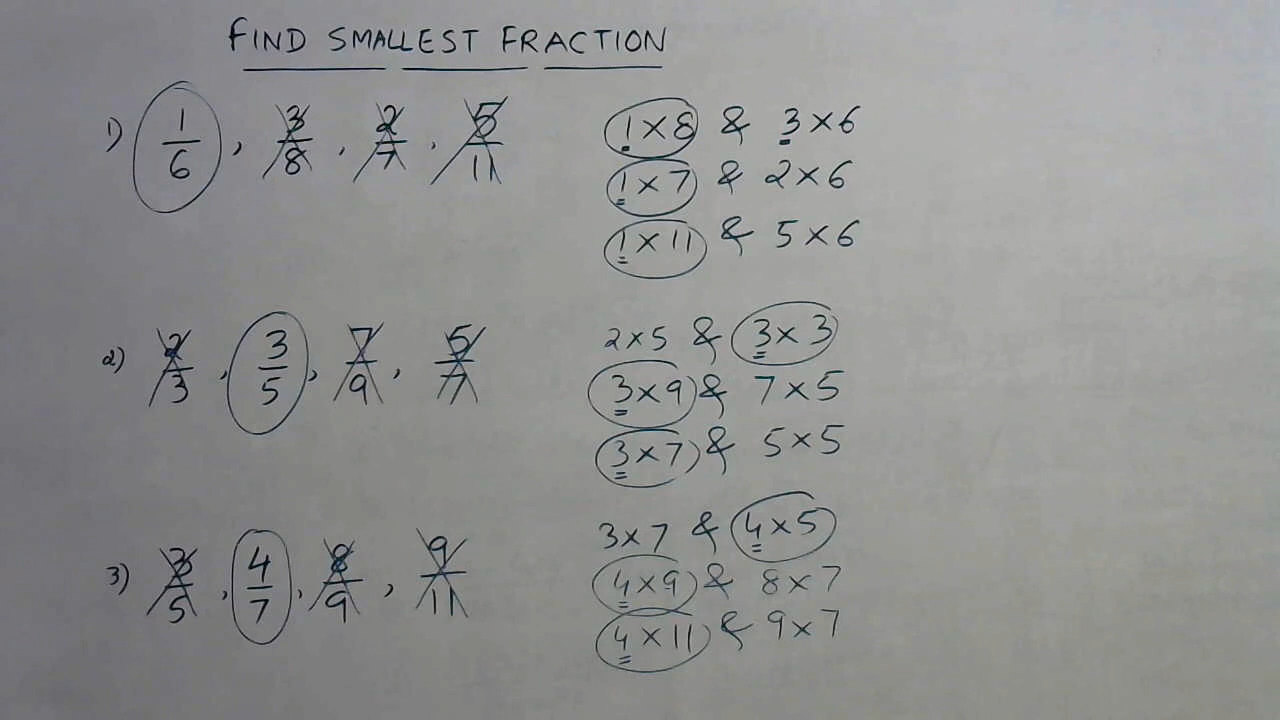 FIND SMALLEST FRACTION
1) 1/6, 3/8, 2/7, 5/11
1×8 & 3×6
1×7 & 2×6
1×11 & 5×6
2) 2/3, 3/5, 7/9, 5/7
2×5 & 3×3
3×9 & 7×5
3×7 & 5×5
3) 3/5, 4/7, 8/9, 9/11
3×7 & 4×5
4×9 & 8×7
4×11 & 9×7